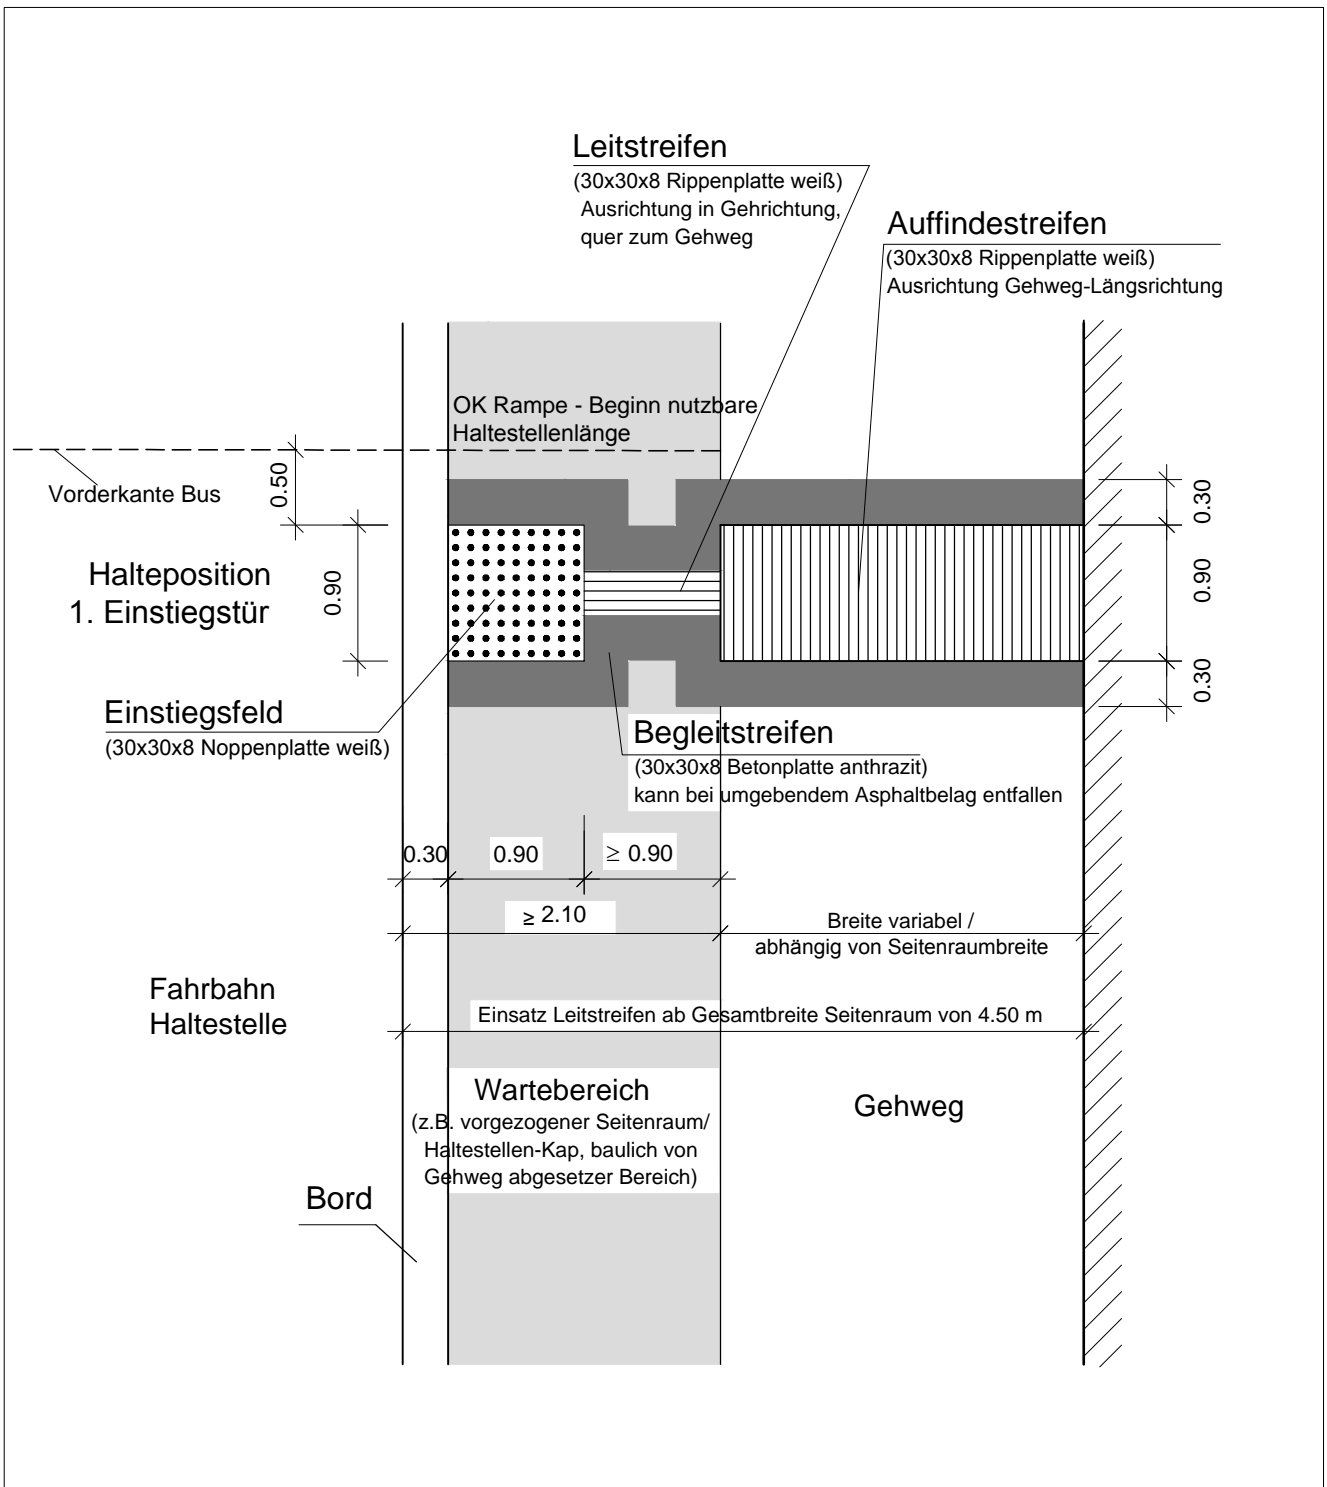 Leitstreifen
(30x30x8 Rippenplatte weiß)
Ausrichtung in Gehrichtung,
quer zum Gehweg
Auffindestreifen
(30x30x8 Rippenplatte weiß)
Ausrichtung Gehweg-Längsrichtung
OK Rampe - Beginn nutzbare
Haltestellenlänge
Vorderkante Bus
0.50
0.30
Halteposition
1. Einstiegstür
0.90
0.90
0.30
Einstiegsfeld
(30x30x8 Noppenplatte weiß)
Begleitstreifen
(30x30x8 Betonplatte anthrazit)
kann bei umgebendem Asphaltbelag entfallen
0.30
0.90
≥ 0.90
≥ 2.10
Breite variabel /
abhängig von Seitenraumbreite
Fahrbahn
Haltestelle
Einsatz Leitstreifen ab Gesamtbreite Seitenraum von 4.50 m
Wartebereich
(z.B. vorgezogener Seitenraum/
Haltestellen-Kap, baulich von
Gehweg abgesetzer Bereich)
Gehweg
Bord